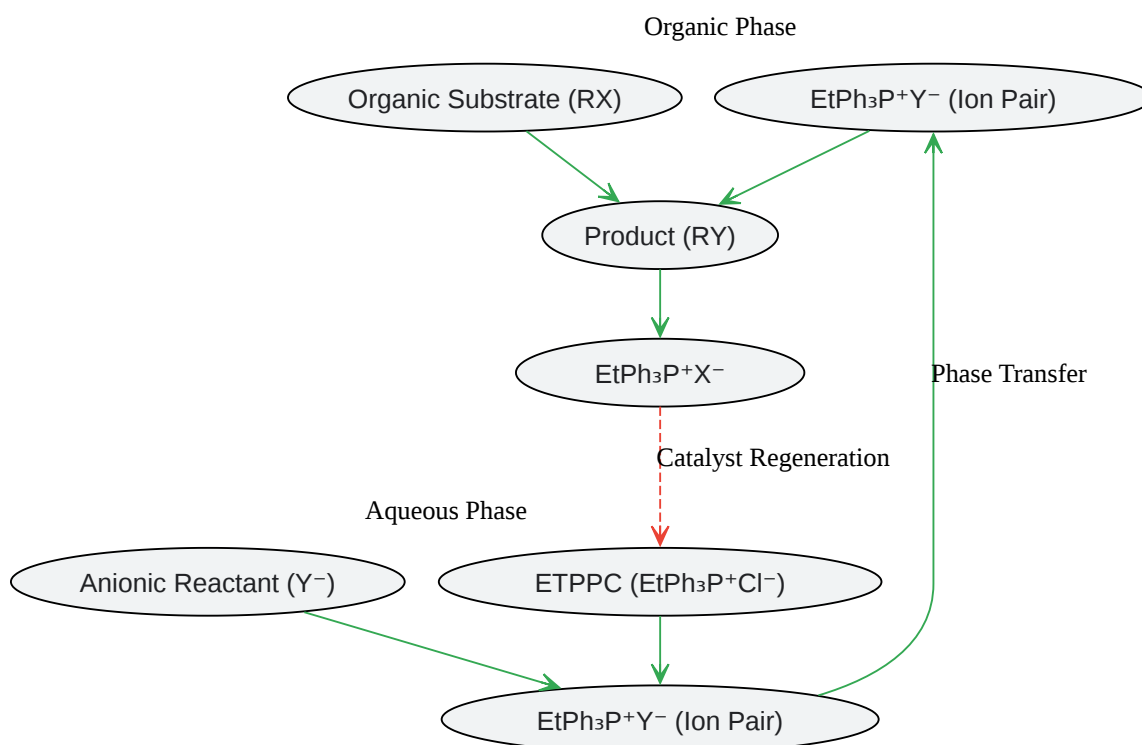 Organic Phase
Organic Substrate (RX)
EtPh₃P⁺Y⁻ (Ion Pair)
Product (RY)
EtPh₃P⁺X⁻
Phase Transfer
Catalyst Regeneration
Aqueous Phase
Anionic Reactant (Y⁻)
ETPPC (EtPh₃P⁺Cl⁻)
EtPh₃P⁺Y⁻ (Ion Pair)